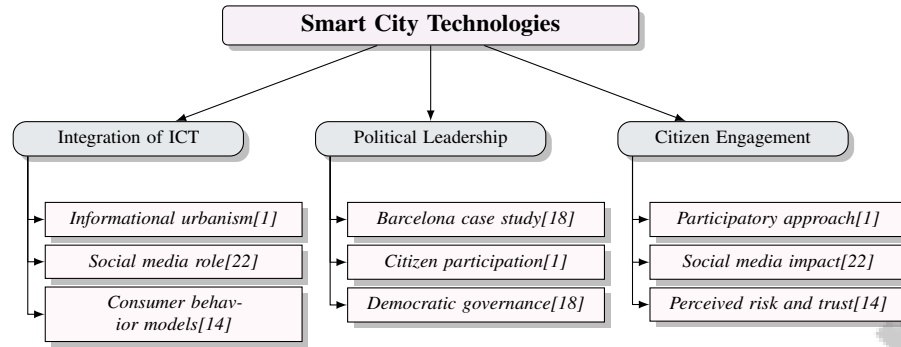 Smart City Technologies
Integration of ICT
Political Leadership
Citizen Engagement
Informational urbanism[1]
Social media role[22]
Consumer behav-
ior models[14]
Barcelona case study[18]
Citizen participation[1]
Democratic governance[18]
Participatory approach[1]
Social media impact[22]
Perceived risk and trust[14]